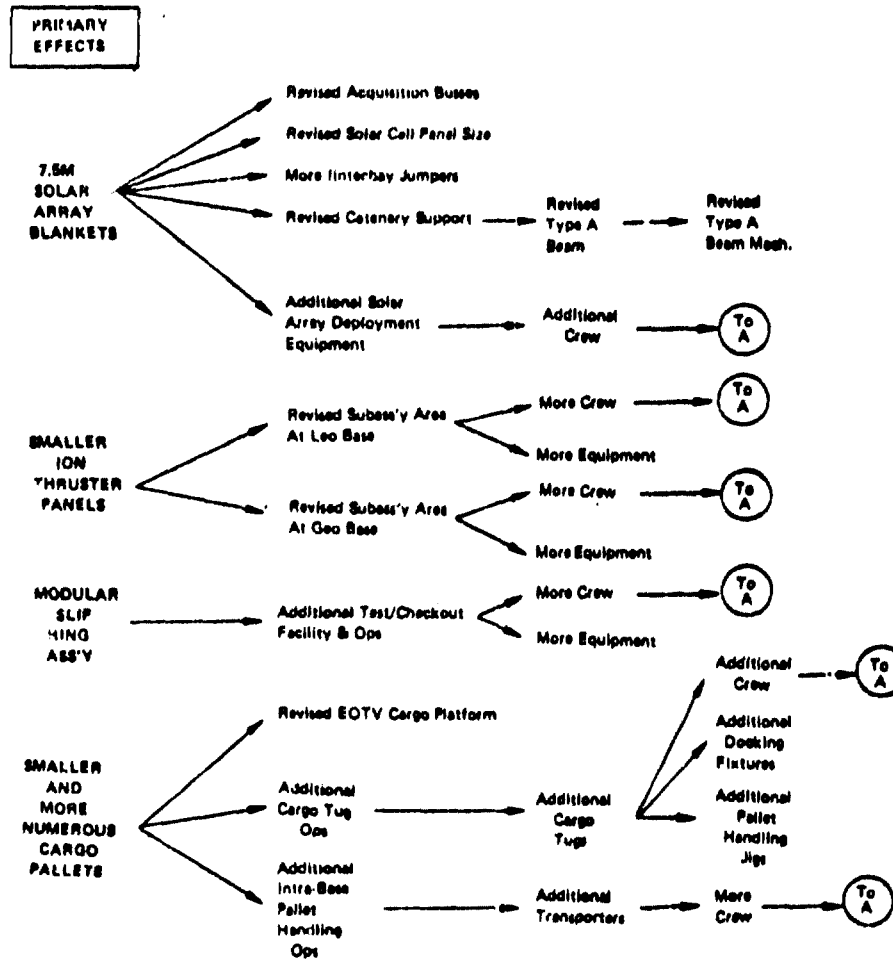 PRIMARY
EFFECTS
Revised Acquisition Busses
Revised Solar Cell Panel Size
More Interbay Jumpers
Revised Catenary Support
Revised
Type A
Beam
Revised
Type A
Beam Mech.
7.5M
SOLAR
ARRAY
BLANKETS
Additional Solar
Array Deployment
Equipment
Additional
Crew
To
A
SMALLER
ION
THRUSTER
PANELS
Revised Subass'y Area
At Leo Base
More Crew
To
A
More Equipment
Revised Subass'y Area
At Geo Base
More Crew
To
A
More Equipment
MODULAR
SLIP
RING
ASS'Y
Additional Test/Checkout
Facility & Ops
More Crew
To
A
More Equipment
SMALLER
AND
MORE
NUMEROUS
CARGO
PALLETS
Revised EOTV Cargo Platform
Additional
Cargo Tug
Ops
Additional
Cargo
Tugs
Additional
Crew
To
A
Additional
Docking
Fixtures
Additional
Pallet
Handling
Jigs
Additional
Intra-Base
Pallet
Handling
Ops
Additional
Transporters
More
Crew
To
A